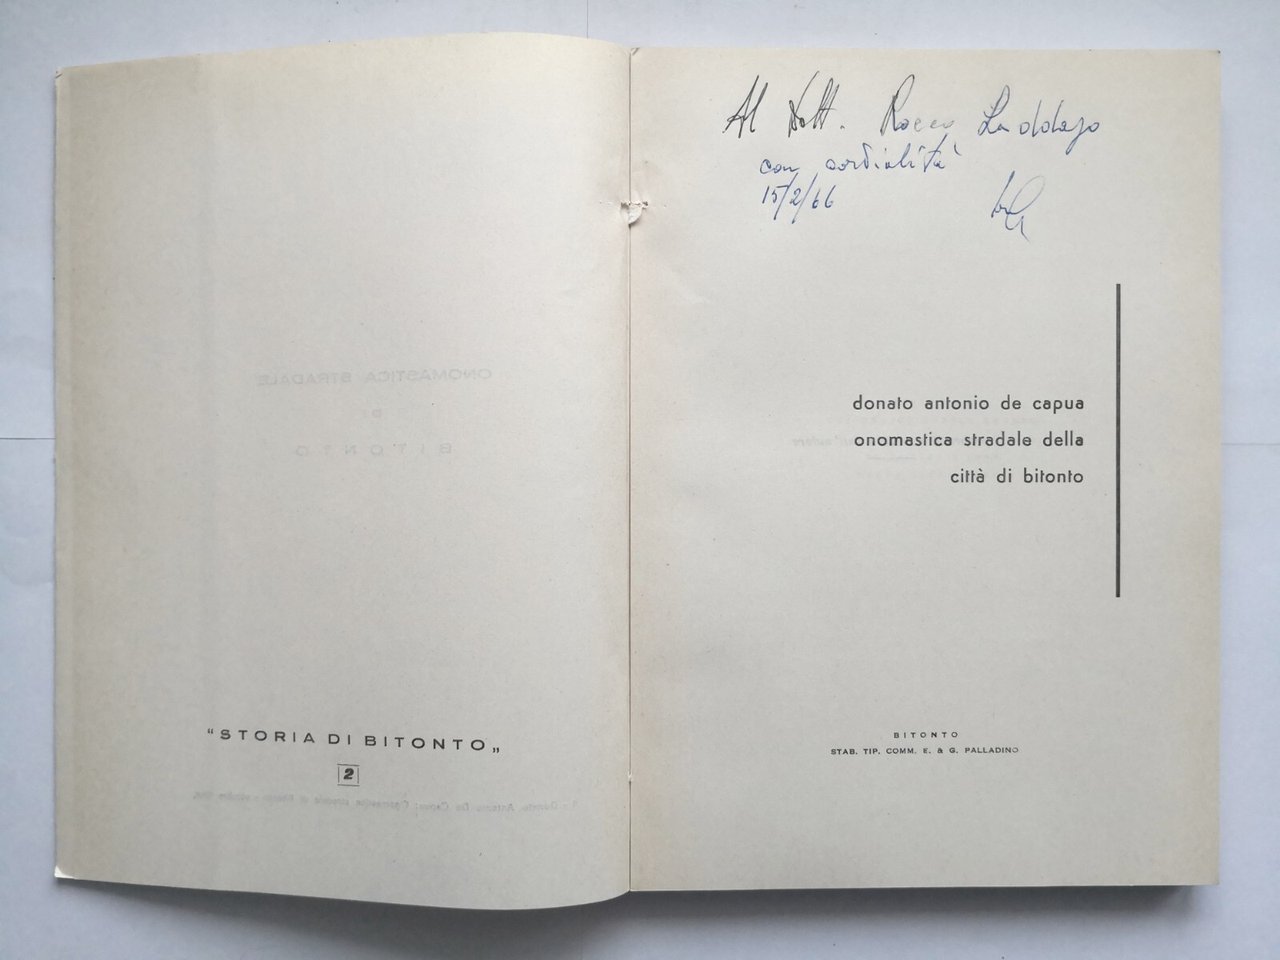 "STORIA DI BITONTO„
2
Al Dott. Rocco Laddaga
con cordialità
15/2/66
donato antonio de capua
onomastica stradale della
città di bitonto
BITONTO
STAB. TIP. COMM. E. & G. PALLADINO